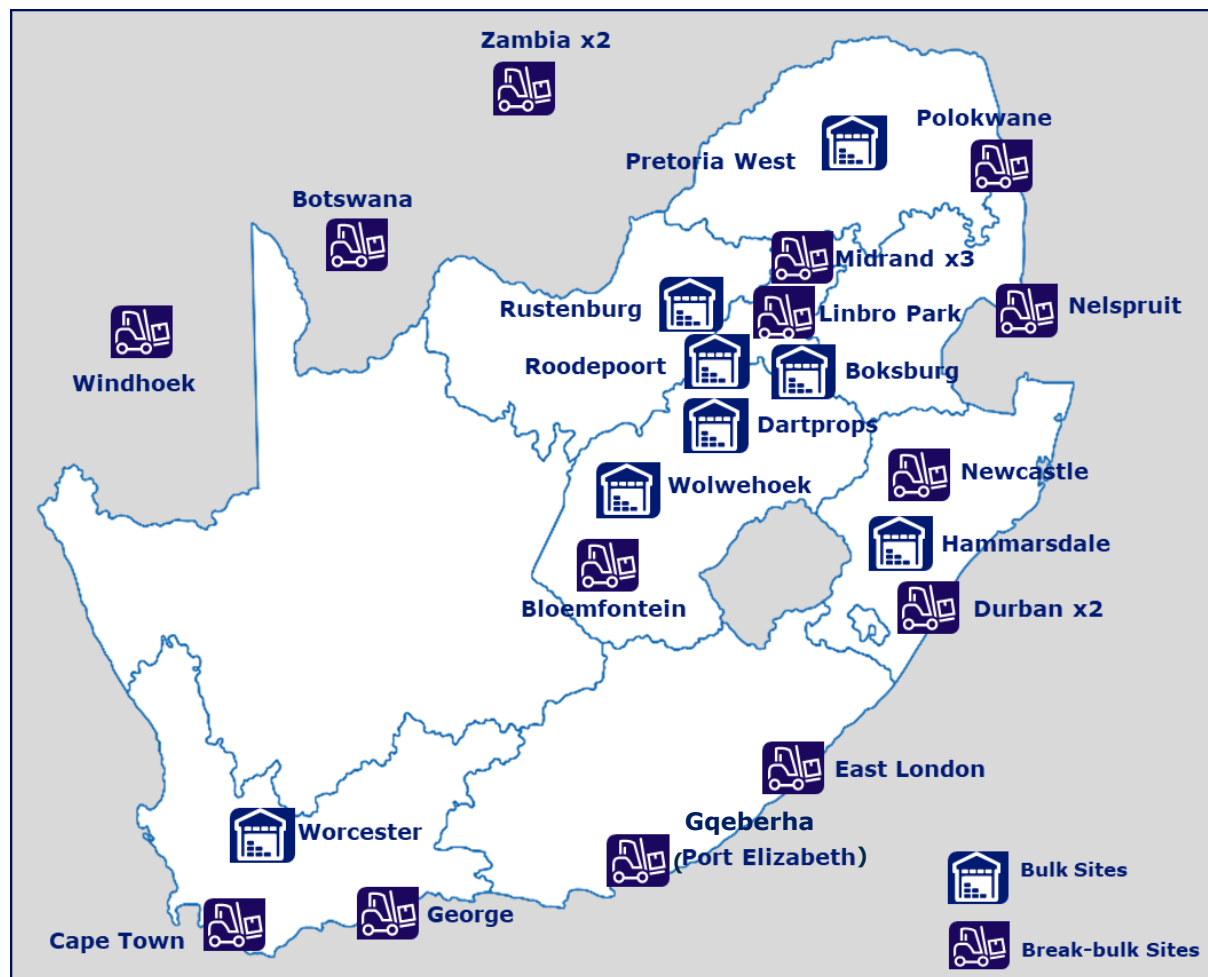 Zambia x2
Polokwane
Pretoria West
Botswana
Midrand x3
Rustenburg
Linbro Park
Nelspruit
Windhoek
Roodepoort
Boksburg
Dartprops
Wolwehoek
Newcastle
Hammarsdale
Bloemfontein
Durban x2
East London
Gqeberha
(Port Elizabeth)
Worcester
Bulk Sites
George
Cape Town
Break-bulk Sites